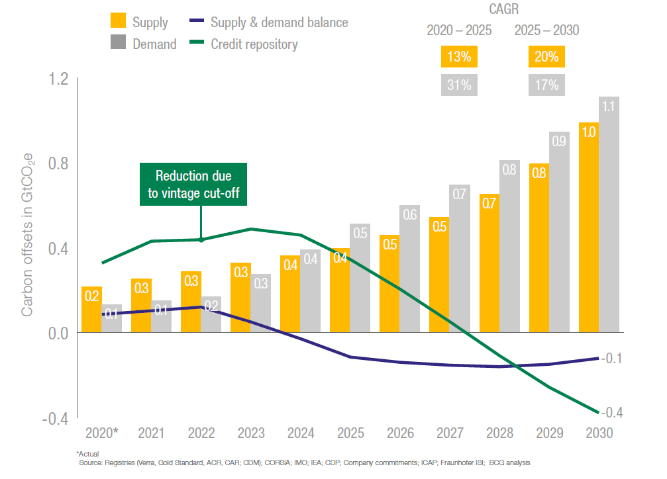 CAGR
Supply Supply & demand balance 2020 – 2025 2025 – 2030
Demand Credit repository 13% 20%
31% 17%
1.2
0.8
0.4
0.0
-0.4
Carbon offsets in GtCO₂e
Reduction due
to vintage cut-off
0.2 0.1 0.3 0.1 0.3 0.2 0.3 0.3 0.4 0.4 0.4 0.5 0.5 0.6 0.5 0.7 0.7 0.8 0.8 0.9 1.0 1.1
-0.1
-0.4
2020* 2021 2022 2023 2024 2025 2026 2027 2028 2029 2030
*Actual
Source: Registries (Verra, Gold Standard, ACR, CAR; CDM); CORSIA; IMO; IEA; CDP; Company commitments; ICAP; Fraunhofer ISI; BCG analysis